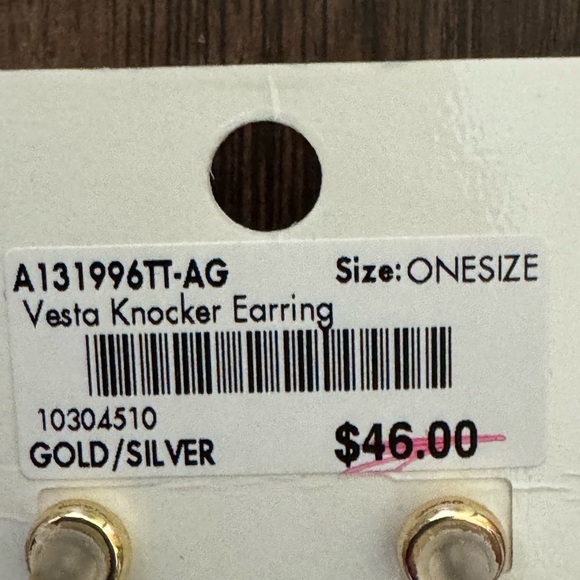 A131996TT-AG Size: ONESIZE
Vesta Knocker Earring
10304510
GOLD/SILVER $46.00